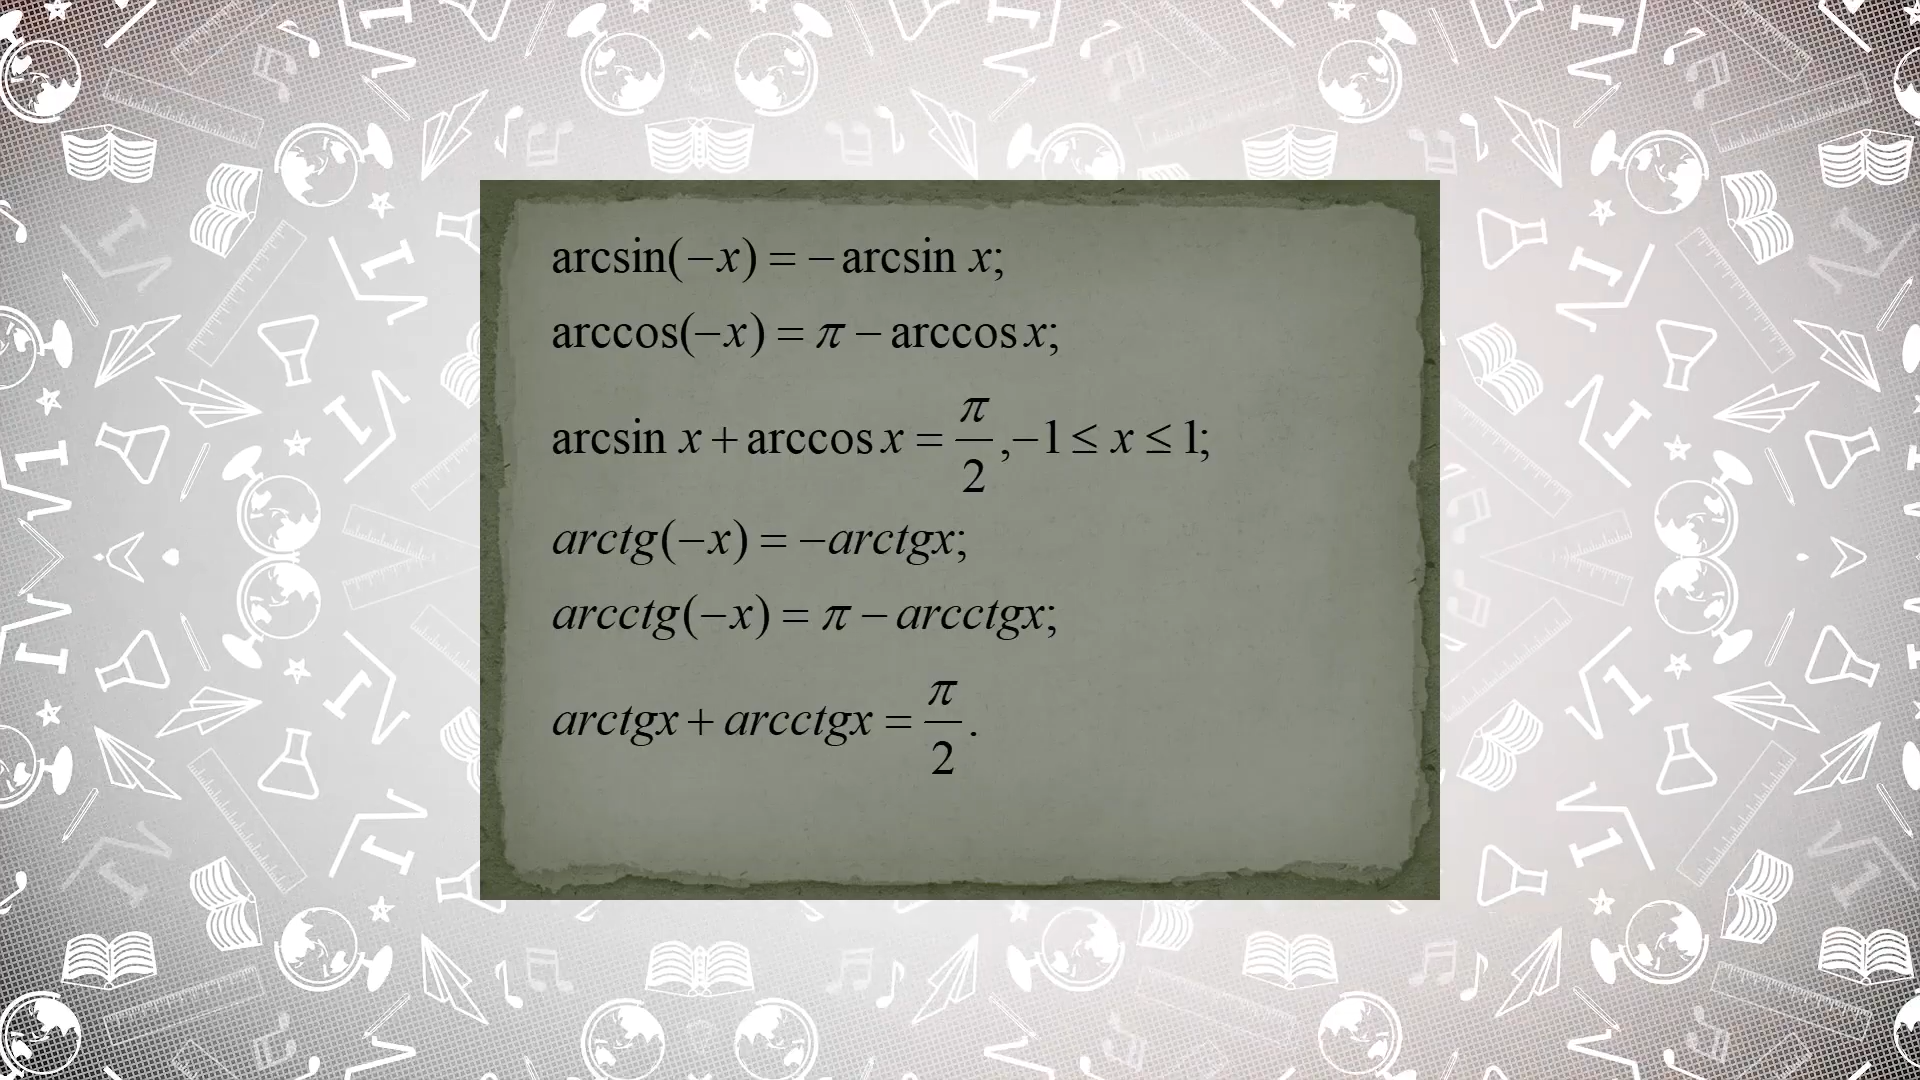 arcsin(−x) = − arcsin x;
arccos(−x) = π − arccos x;
arcsin x + arccos x = π/2, −1 ≤ x ≤ 1;
arctg(−x) = −arctgx;
arcctg(−x) = π − arcctgx;
arctgx + arcctgx = π/2.